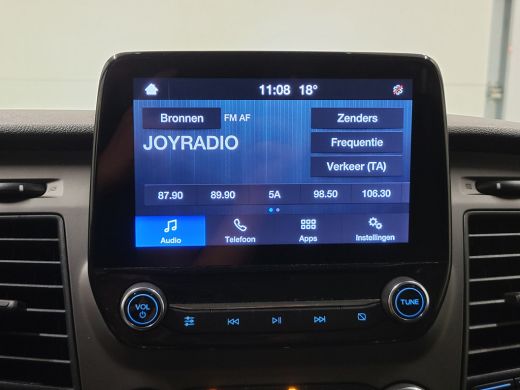 11:08 18°
Bronnen FM AF Zenders
JOYRADIO Frequentie
Verkeer (TA)
87.90 89.90 5A 98.50 106.30
Audio Telefoon Apps Instellingen
VOL TUNE